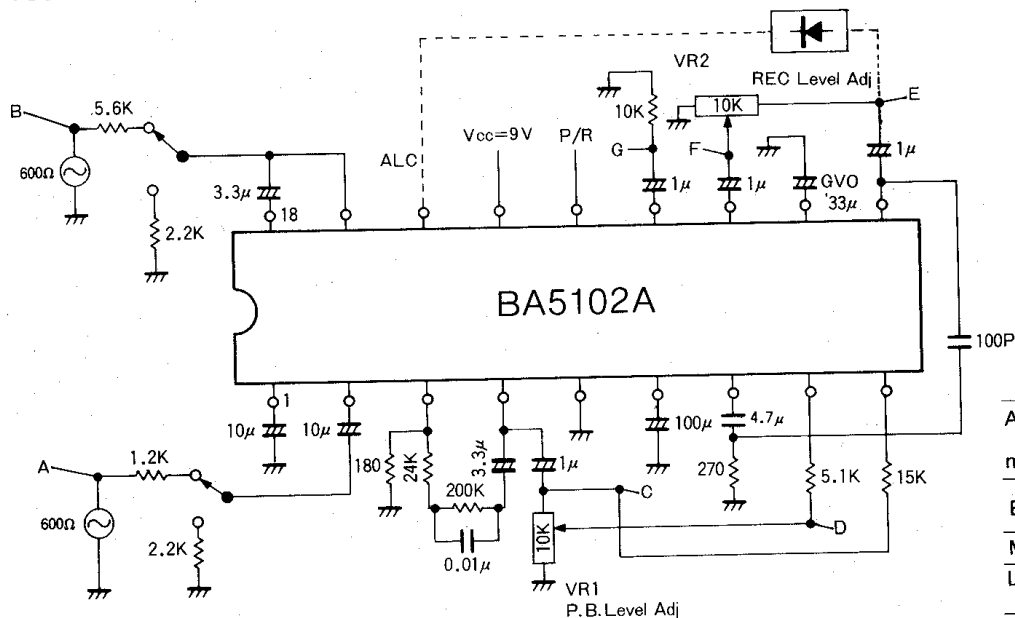 VR2
REC Level Adj
E
B
5.6K
10K
10K
Vcc=9V
P/R
G
F
1μ
ALC
600Ω
3.3μ
1μ
1μ
GVO
33μ
18
2.2K
BA5102A
100P
1
10μ
10μ
100μ
4.7μ
A
1.2K
180
24K
3.3μ
1μ
270
5.1K
15K
C
200K
600Ω
10K
D
2.2K
0.01μ
VR1
P.B.Level Adj
A
E
L